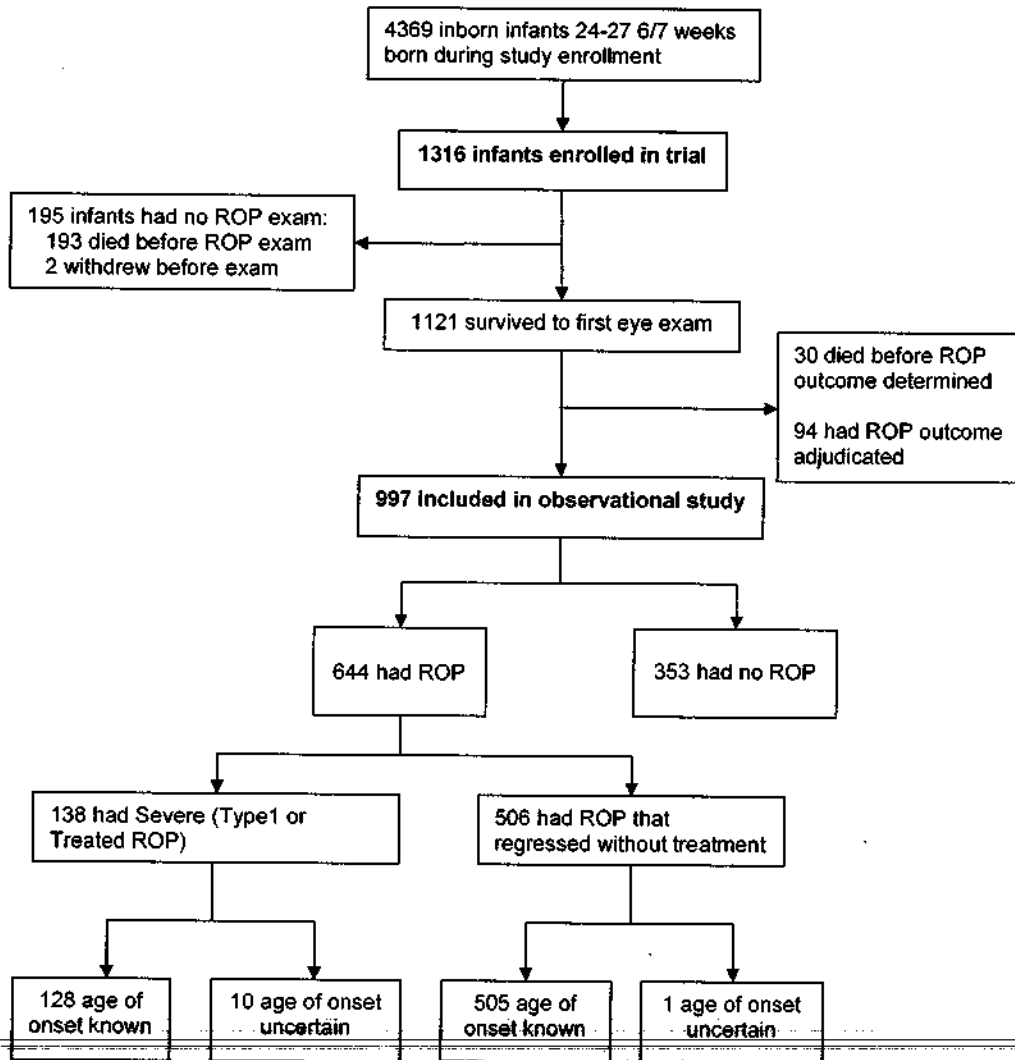 4369 inborn infants 24-27 6/7 weeks
born during study enrollment
1316 infants enrolled in trial
195 infants had no ROP exam:
193 died before ROP exam
2 withdrew before exam
1121 survived to first eye exam
30 died before ROP
outcome determined
94 had ROP outcome
adjudicated
997 included in observational study
644 had ROP
353 had no ROP
138 had Severe (Type1 or
Treated ROP)
506 had ROP that
regressed without treatment
128 age of
onset known
10 age of onset
uncertain
505 age of
onset known
1 age of onset
uncertain